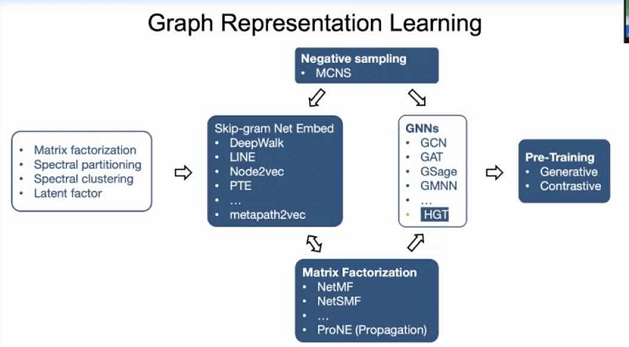 Graph Representation Learning
Negative sampling
• MCNS
• Matrix factorization
• Spectral partitioning
• Spectral clustering
• Latent factor
Skip-gram Net Embed
• DeepWalk
• LINE
• Node2vec
• PTE
• ...
• metapath2vec
GNNs
• GCN
• GAT
• GSage
• GMNN
• ...
• HGT
Pre-Training
• Generative
• Contrastive
Matrix Factorization
• NetMF
• NetSMF
• ...
• ProNE (Propagation)